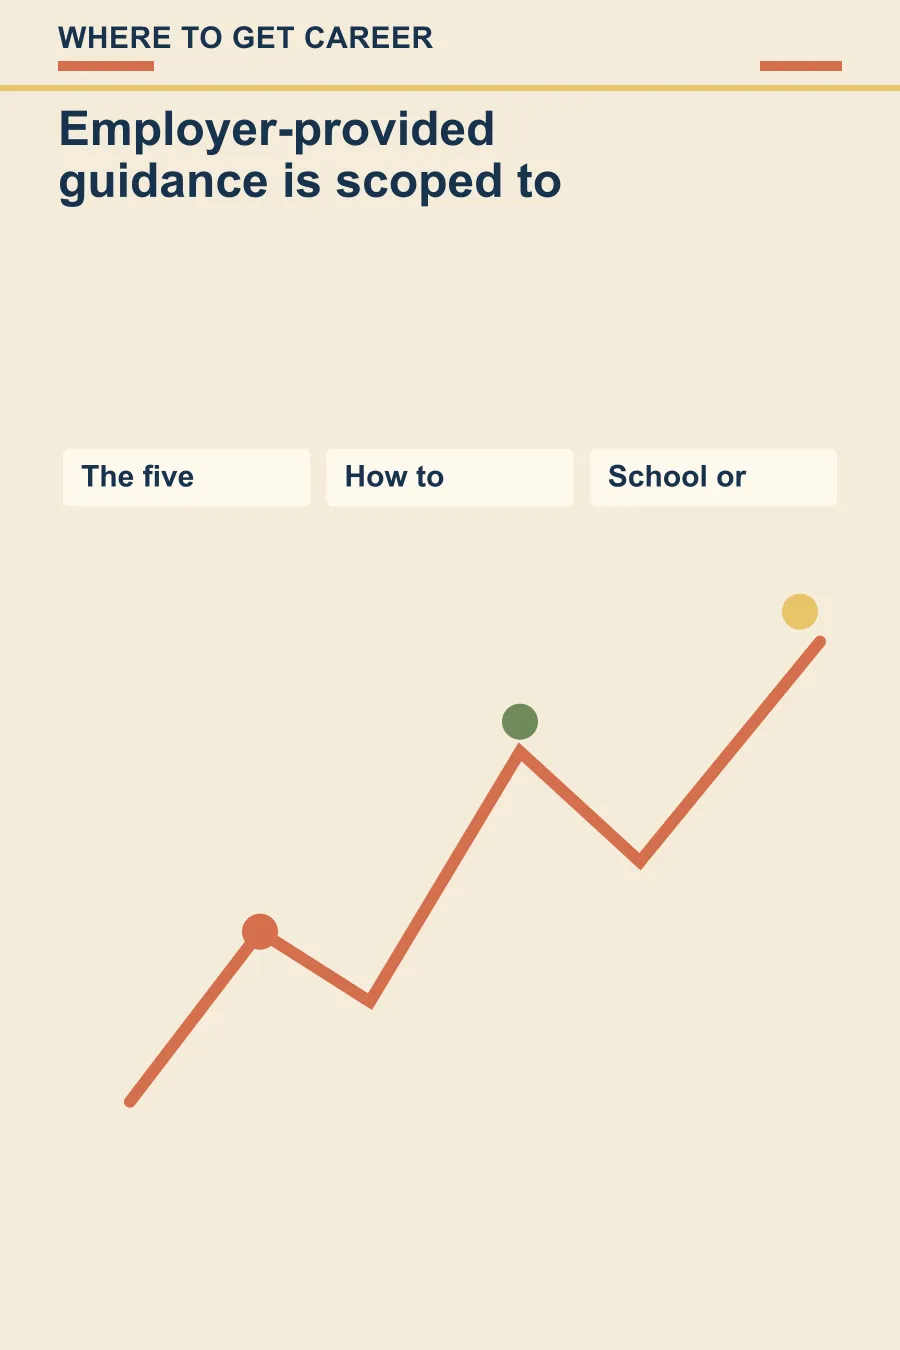 WHERE TO GET CAREER
Employer-provided
guidance is scoped to
The five
How to
School or